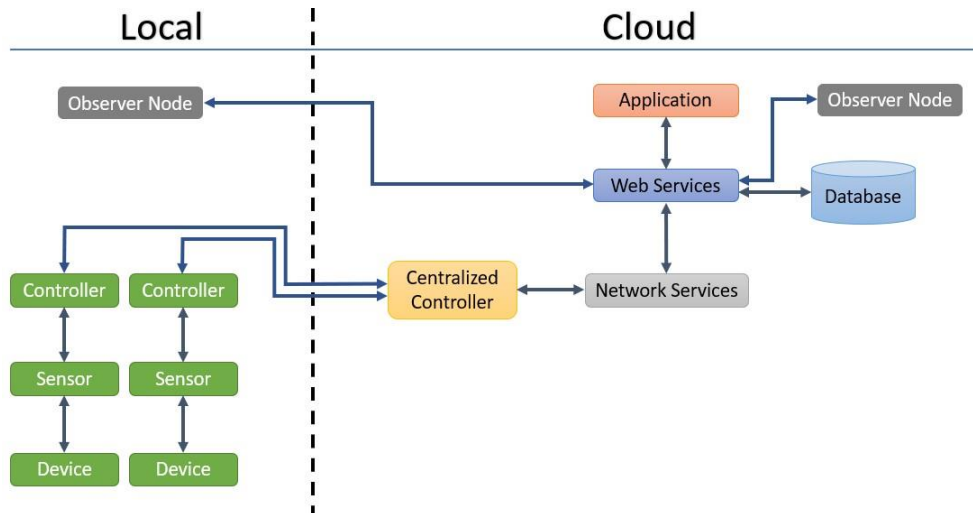 Local
Cloud
Observer Node
Application
Observer Node
Web Services
Database
Controller
Controller
Centralized
Controller
Network Services
Sensor
Sensor
Device
Device